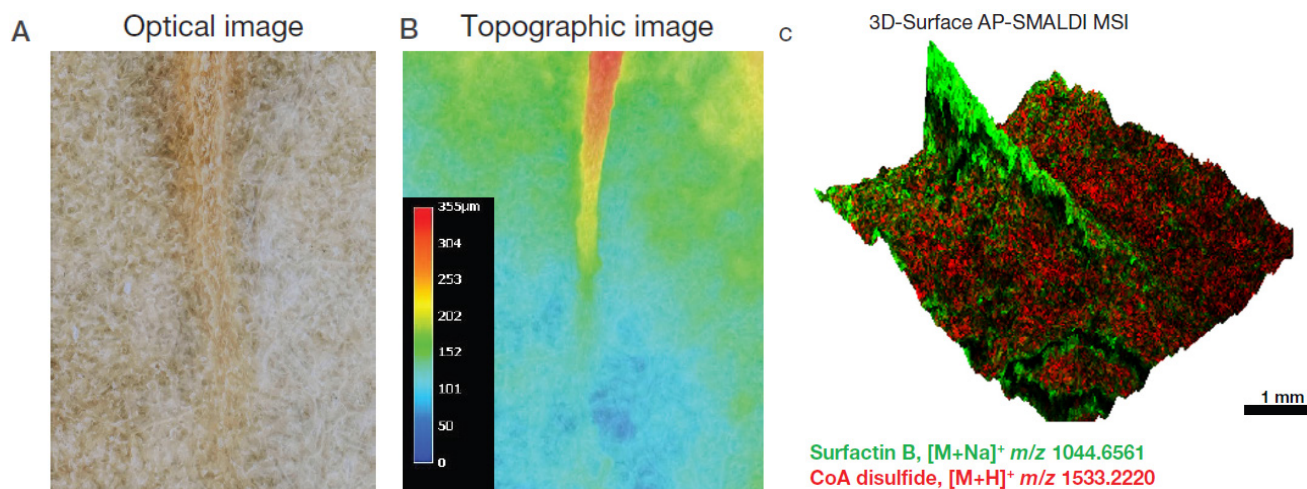 A Optical image
B Topographic image
C 3D-Surface AP-SMALDI MSI
355µm
304
253
202
152
101
50
0
1 mm
Surfactin B, [M+Na]⁺ m/z 1044.6561
CoA disulfide, [M+H]⁺ m/z 1533.2220